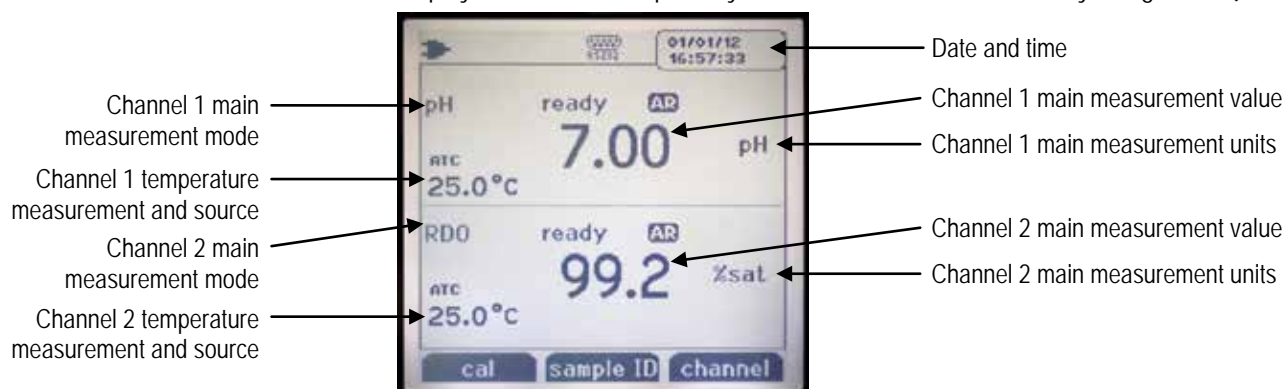 01/01/12
16:57:33
Date and time
Channel 1 main
measurement mode
pH
ready
AR
7.00
pH
Channel 1 main measurement value
Channel 1 main measurement units
ATC
25.0°C
Channel 1 temperature
measurement and source
Channel 2 main
measurement mode
RDO
ready
AR
99.2
%sat
Channel 2 main measurement value
Channel 2 main measurement units
ATC
25.0°C
Channel 2 temperature
measurement and source
cal
sample ID
channel